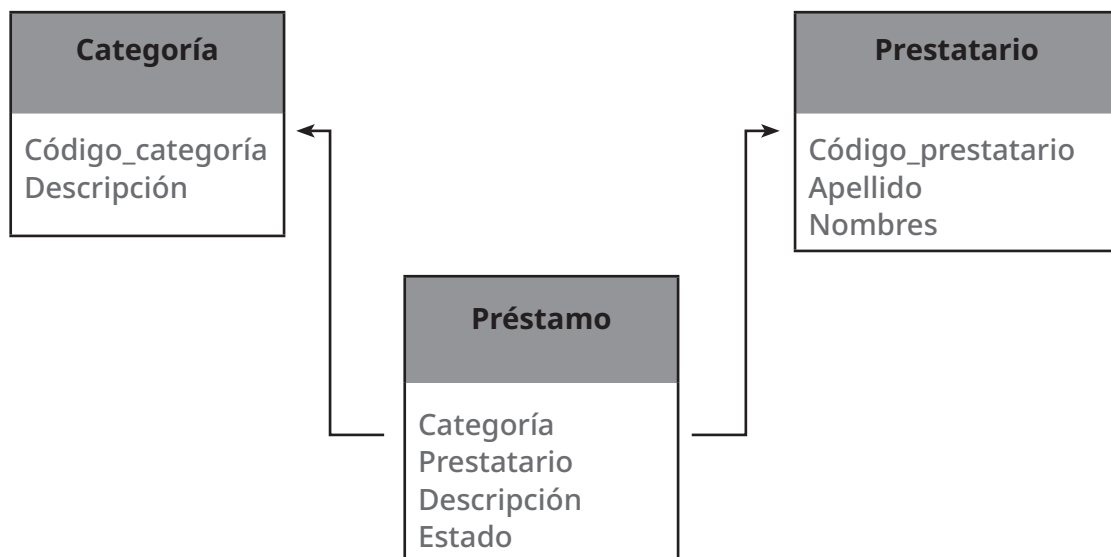 Categoría
Código_categoría
Descripción
Prestatario
Código_prestatario
Apellido
Nombres
Préstamo
Categoría
Prestatario
Descripción
Estado